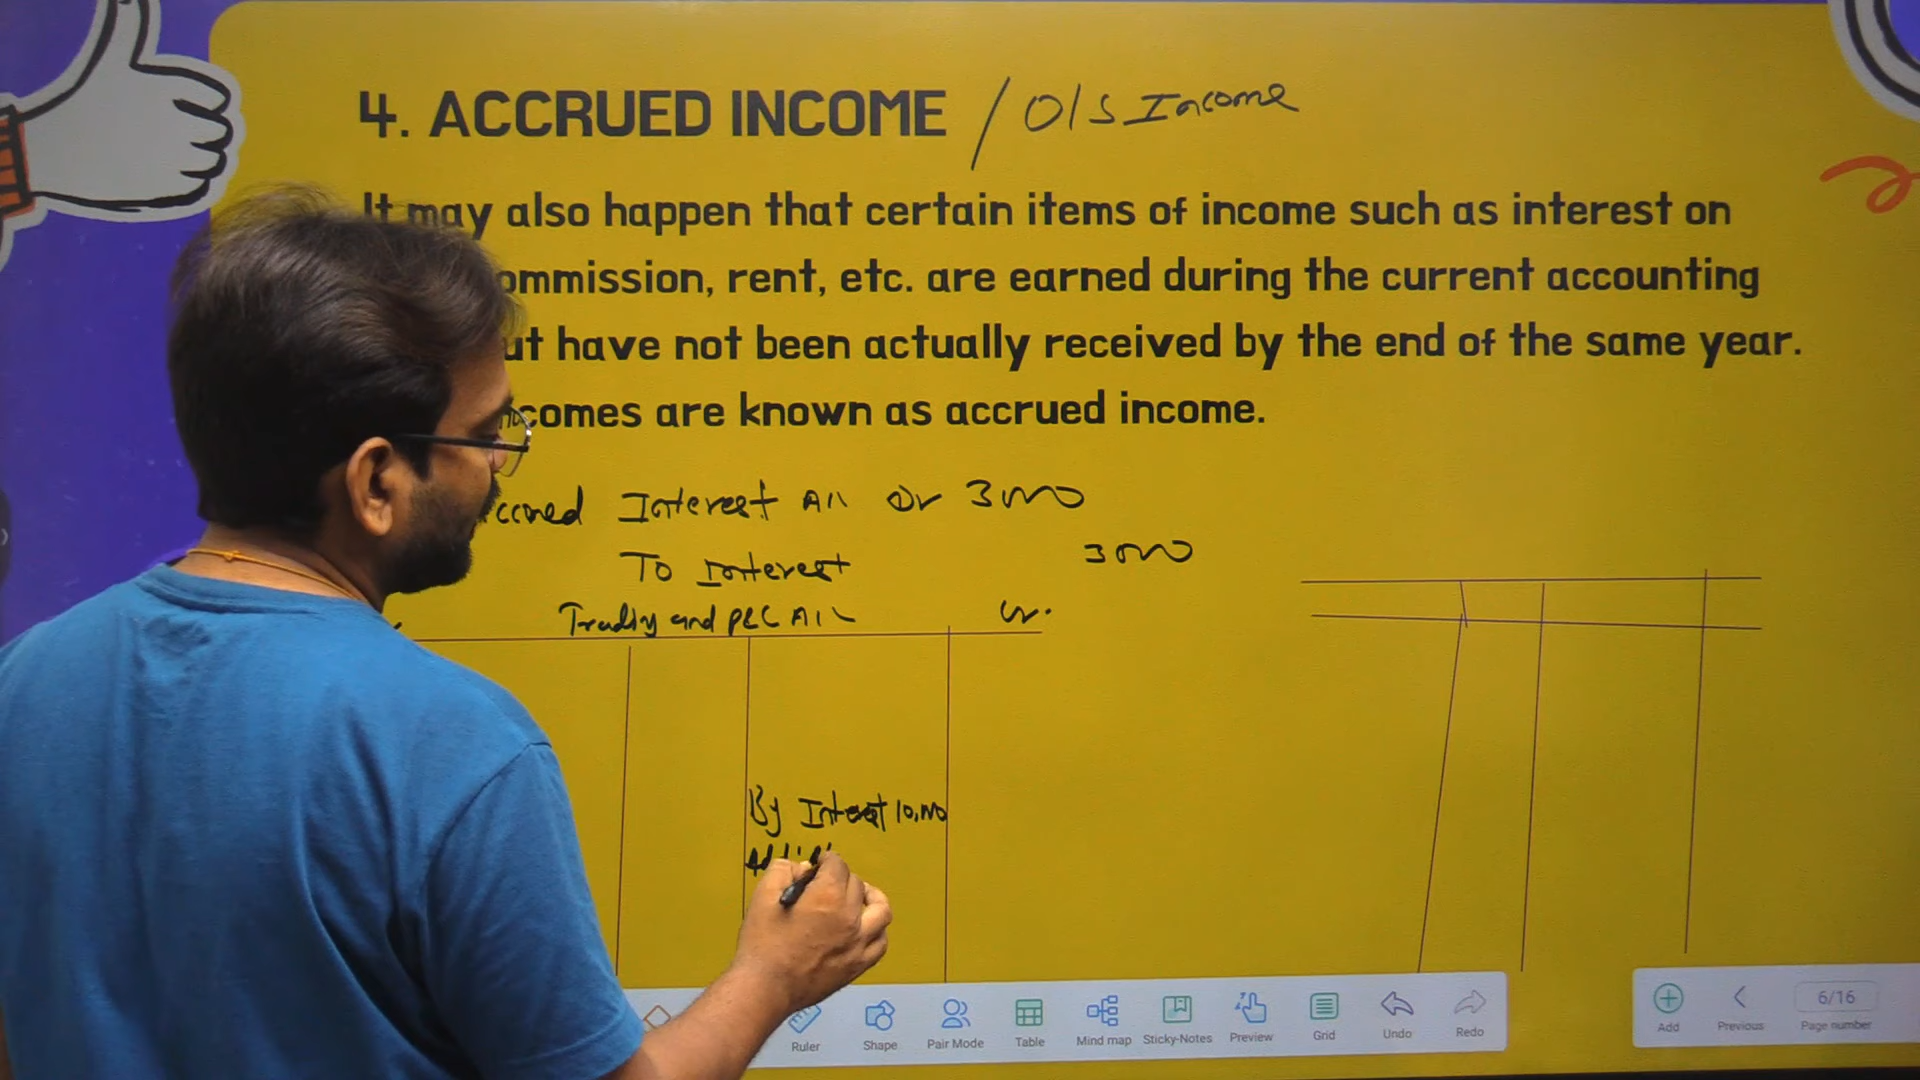 4. ACCRUED INCOME / O/S Income
It may also happen that certain items of income such as interest on
ommission, rent, etc. are earned during the current accounting
ut have not been actually received by the end of the same year.
ncomes are known as accrued income.
ccrued Interest A/c Dr 3000
To Interest 3000
Trading and P&L A/c Cr.
By Interest 10,000
Add:
Ruler Shape Pair Mode Table Mind map Sticky-Notes Preview Grid Undo Redo
Add Previous 6/16 Page number